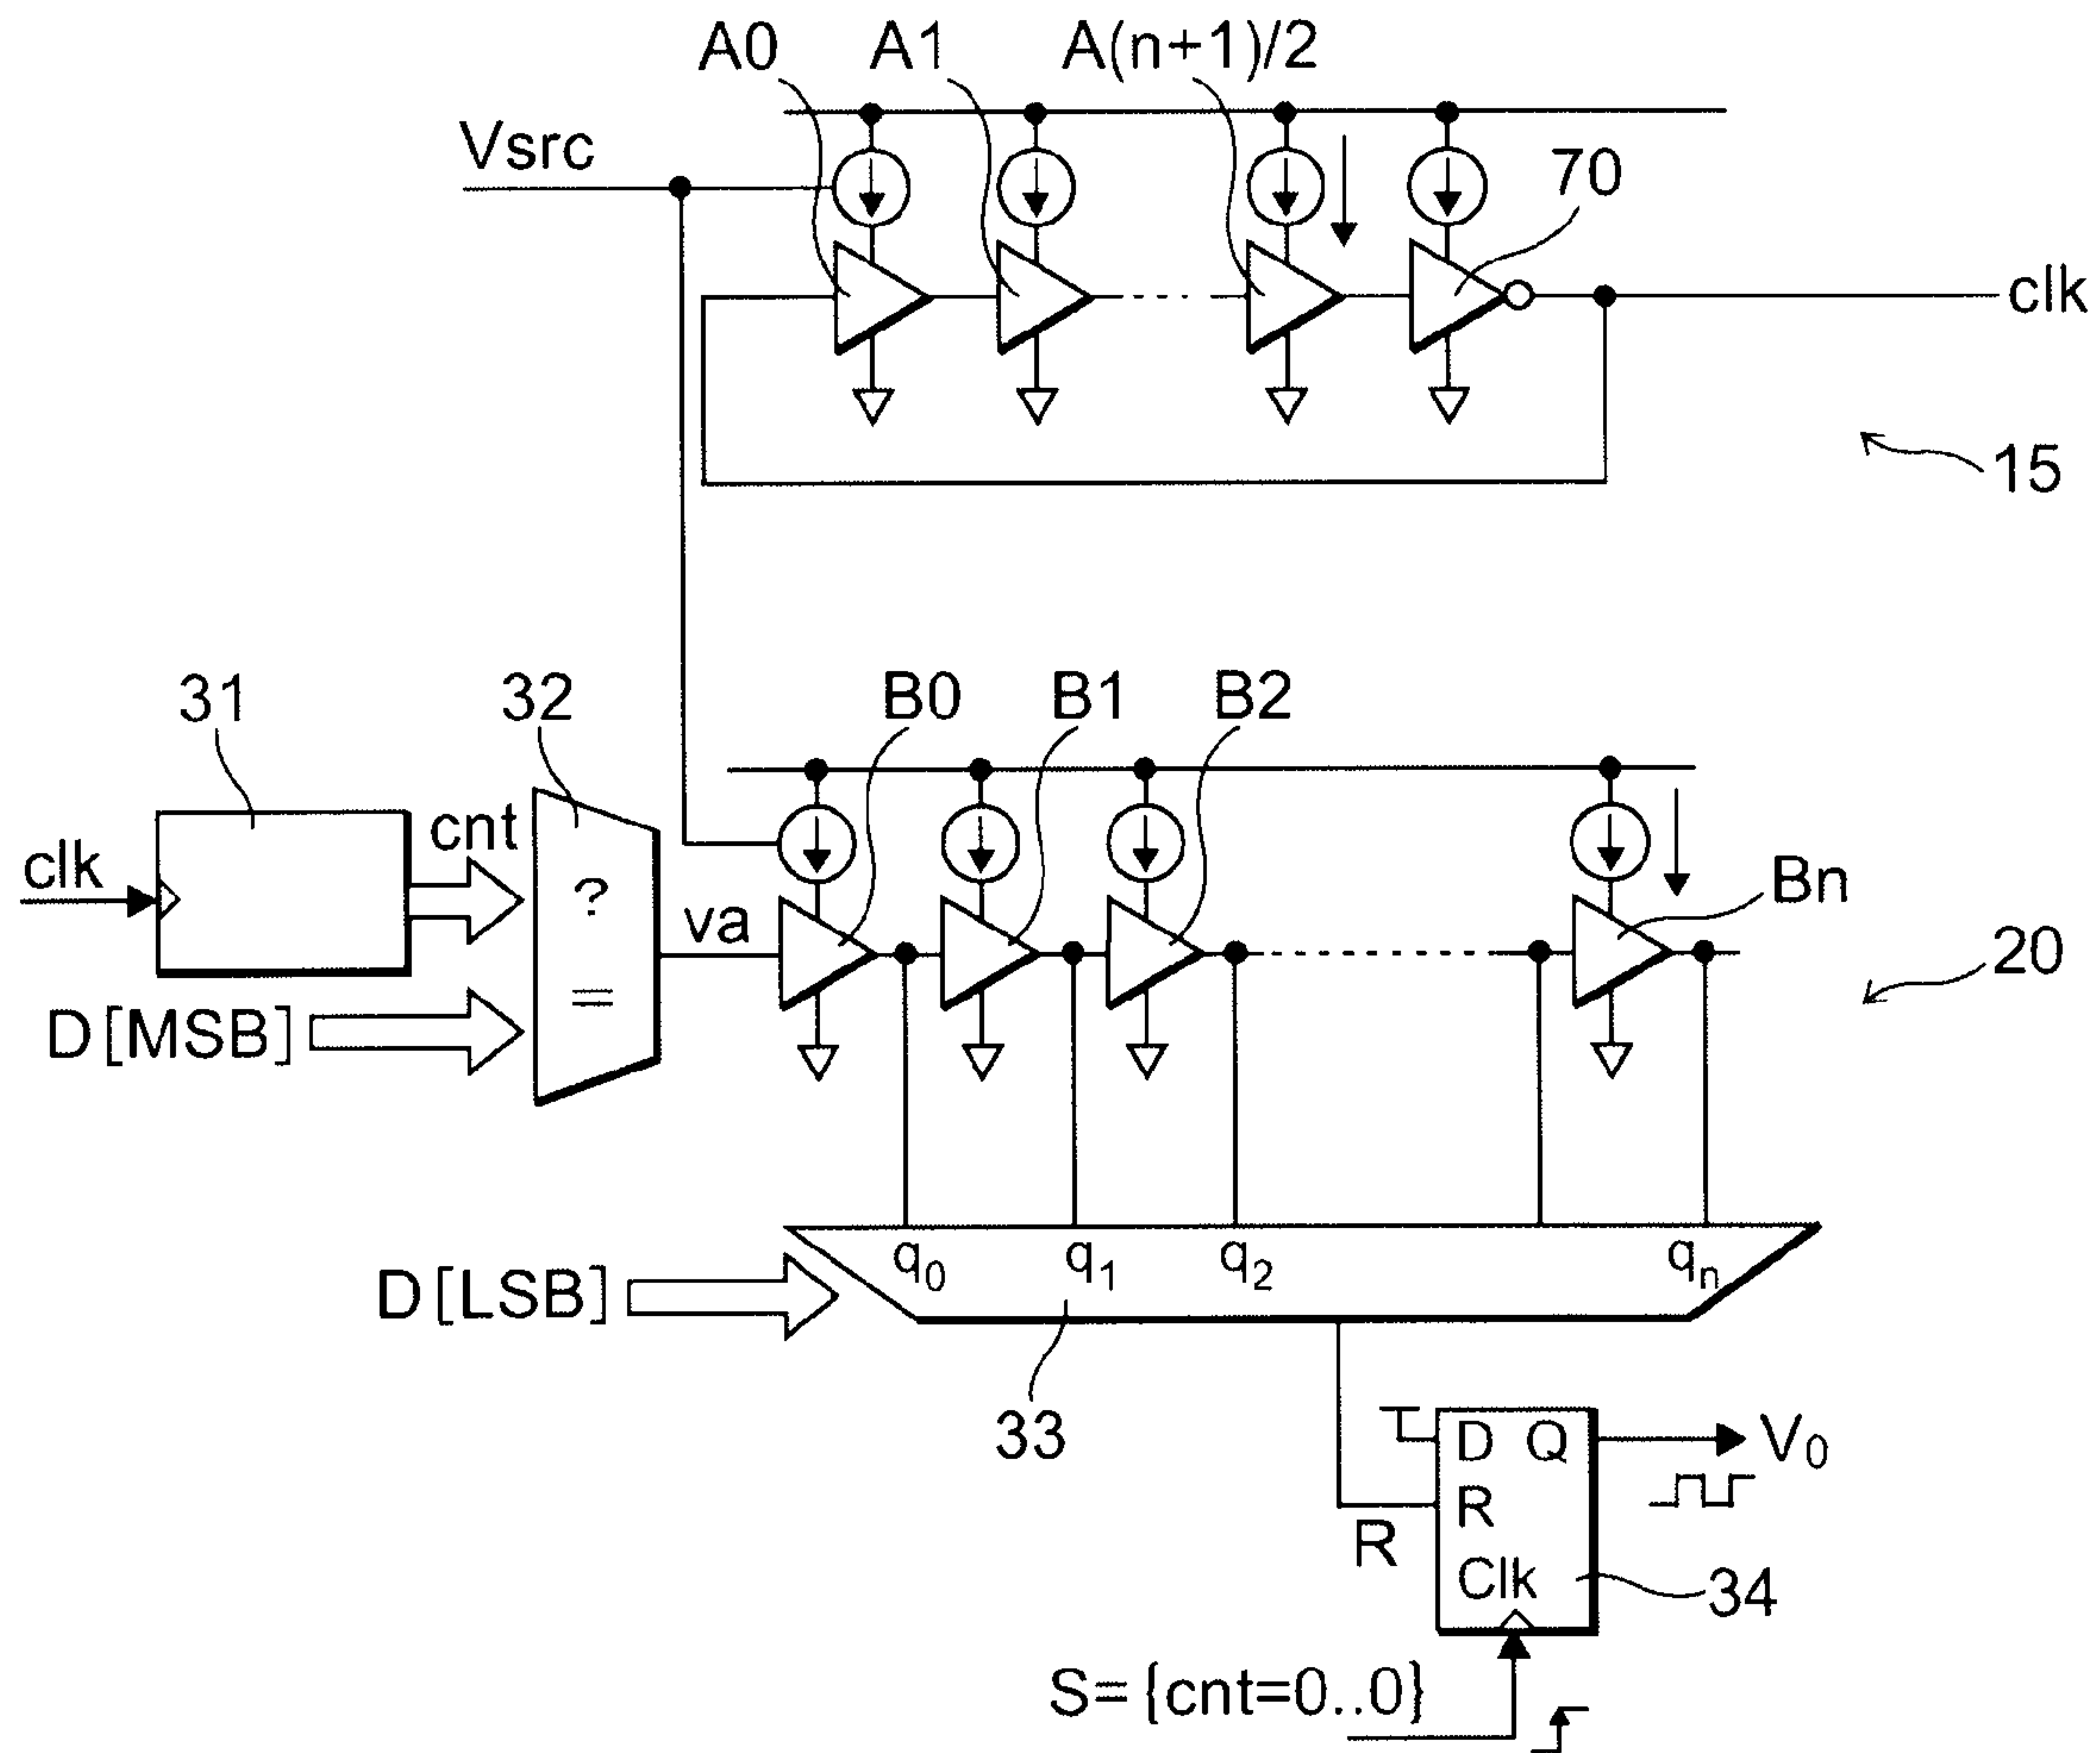 A0 A1 A(n+1)/2
Vsrc
70
clk
15
31 32 B0 B1 B2
clk cnt ? va Bn
D[MSB] =
20
q0 q1 q2 qn
D[LSB]
33
D Q V0
R
R
Clk
34
S={cnt=0..0}